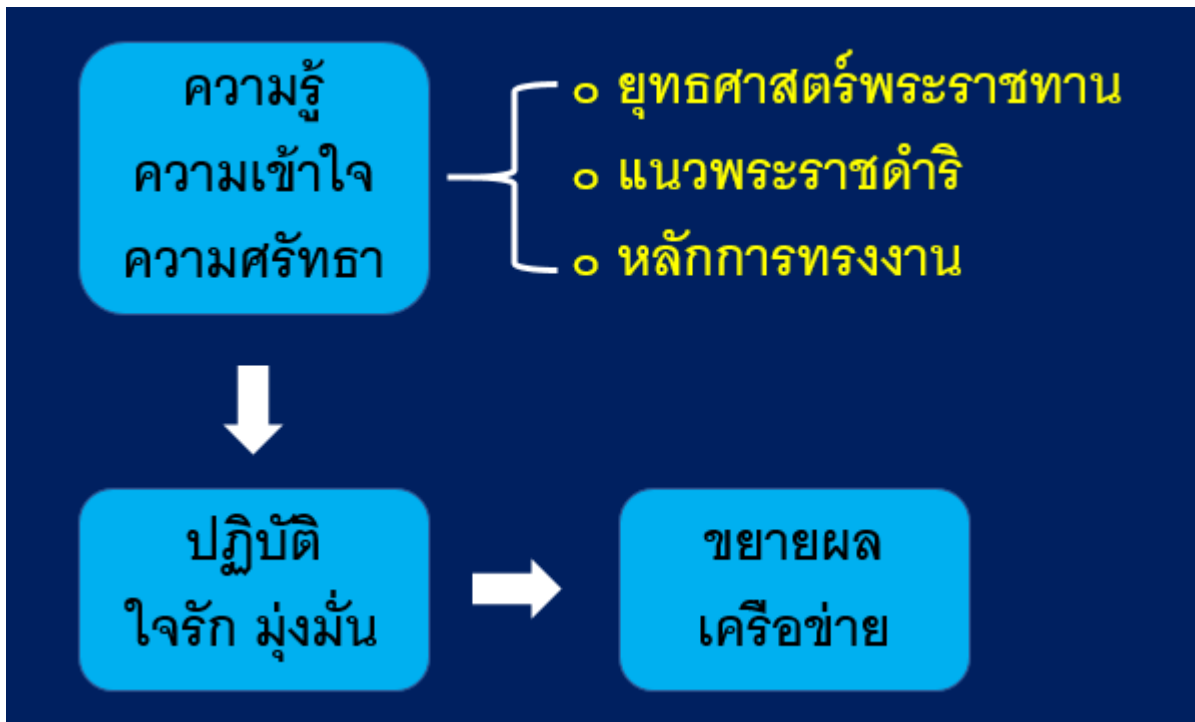 ความรู้
ความเข้าใจ
ความศรัทธา
o ยุทธศาสตร์พระราชทาน
o แนวพระราชดำริ
o หลักการทรงงาน
ปฏิบัติ
ใจรัก มุ่งมั่น
ขยายผล
เครือข่าย